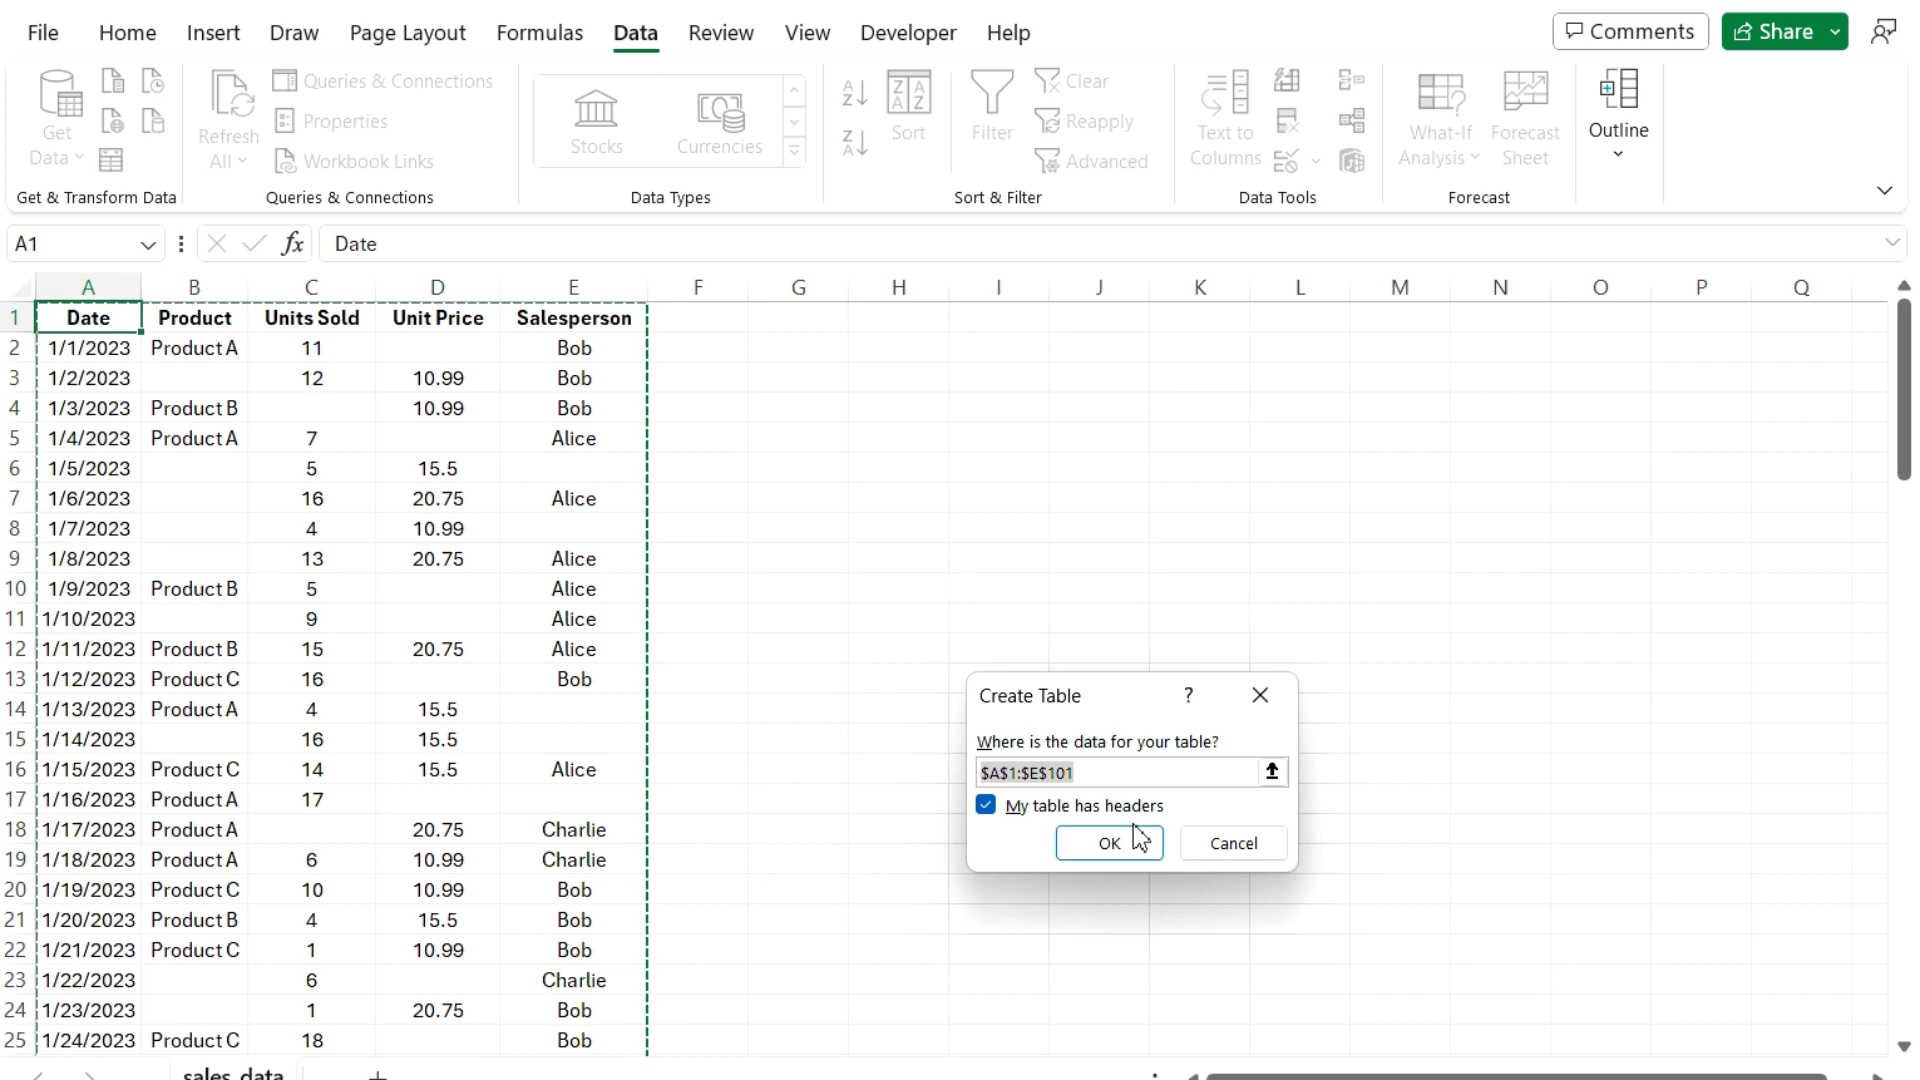 File Home Insert Draw Page Layout Formulas Data Review View Developer Help Comments Share
Get Data
Refresh All
Queries & Connections
Properties
Workbook Links
Stocks Currencies
Sort
Filter
Clear
Reapply
Advanced
Text to Columns
What-If Analysis
Forecast Sheet
Outline
Get & Transform Data Queries & Connections Data Types Sort & Filter Data Tools Forecast
A1 fx Date
A B C D E F G H I J K L M N O P Q
1 Date Product Units Sold Unit Price Salesperson
2 1/1/2023 Product A 11 Bob
3 1/2/2023 12 10.99 Bob
4 1/3/2023 Product B 10.99 Bob
5 1/4/2023 Product A 7 Alice
6 1/5/2023 5 15.5
7 1/6/2023 16 20.75 Alice
8 1/7/2023 4 10.99
9 1/8/2023 13 20.75 Alice
10 1/9/2023 Product B 5 Alice
11 1/10/2023 9 Alice
12 1/11/2023 Product B 15 20.75 Alice
13 1/12/2023 Product C 16 Bob
14 1/13/2023 Product A 4 15.5
15 1/14/2023 16 15.5
16 1/15/2023 Product C 14 15.5 Alice
17 1/16/2023 Product A 17
18 1/17/2023 Product A 20.75 Charlie
19 1/18/2023 Product A 6 10.99 Charlie
20 1/19/2023 Product C 10 10.99 Bob
21 1/20/2023 Product B 4 15.5 Bob
22 1/21/2023 Product C 1 10.99 Bob
23 1/22/2023 6 Charlie
24 1/23/2023 1 20.75 Bob
25 1/24/2023 Product C 18 Bob
Create Table ?
Where is the data for your table?
$A$1:$E$101
My table has headers
OK Cancel
sales_data